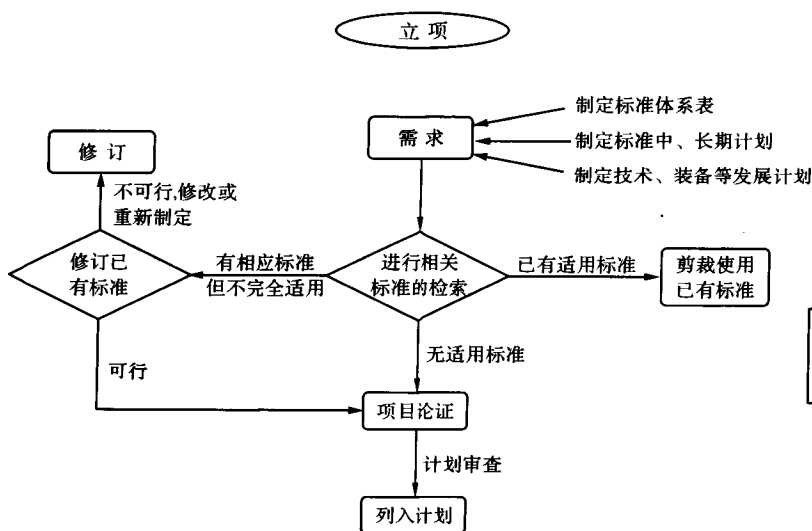 立项
制定标准体系表
需求
制定标准中、长期计划
修订
制定技术、装备等发展计划
不可行,修改或
重新制定
修订已
有标准
有相应标准
但不完全适用
进行相关
标准的检索
已有适用标准
剪裁使用
已有标准
无适用标准
可行
项目论证
计划审查
列入计划